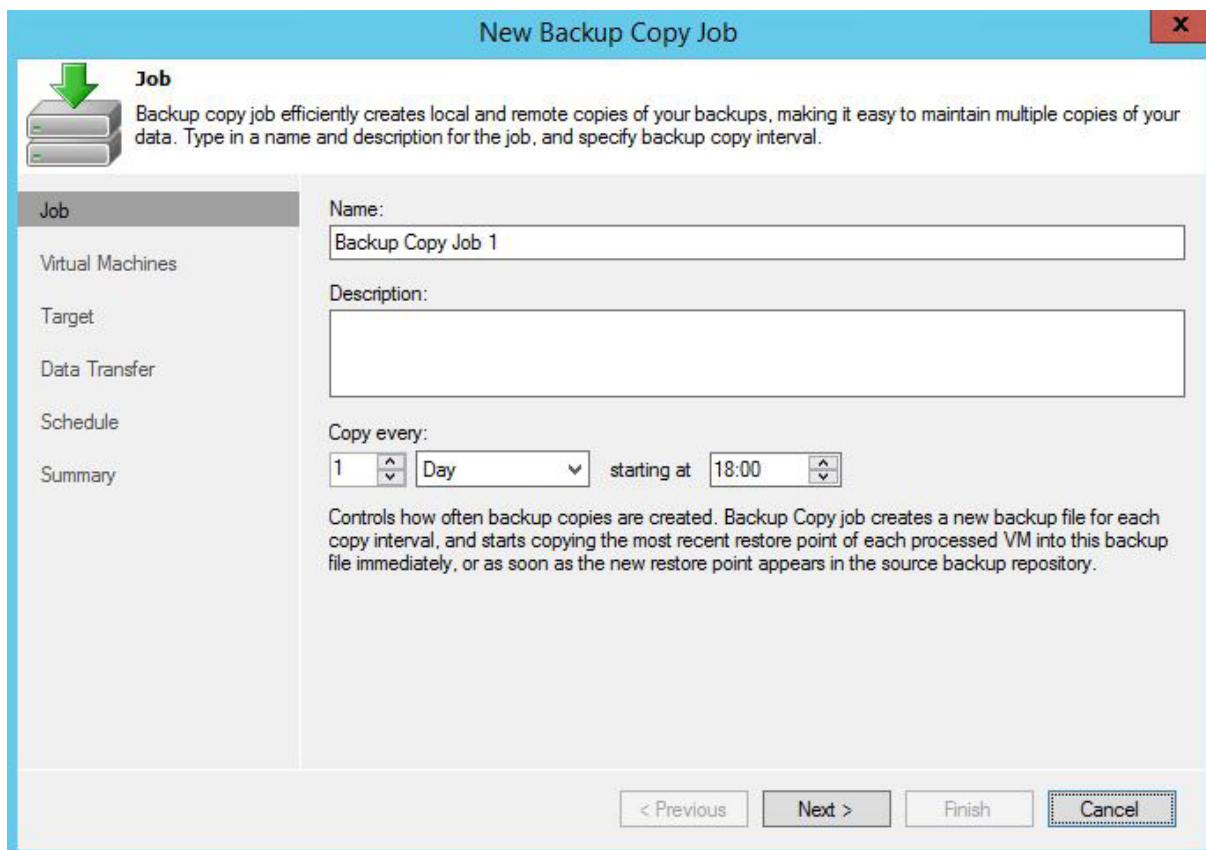 New Backup Copy Job
x
Job
Backup copy job efficiently creates local and remote copies of your backups, making it easy to maintain multiple copies of your
data. Type in a name and description for the job, and specify backup copy interval.
Job
Virtual Machines
Target
Data Transfer
Schedule
Summary
Name:
Backup Copy Job 1
Description:
Copy every:
1 Day starting at 18:00
Controls how often backup copies are created. Backup Copy job creates a new backup file for each
copy interval, and starts copying the most recent restore point of each processed VM into this backup
file immediately, or as soon as the new restore point appears in the source backup repository.
< Previous Next > Finish Cancel